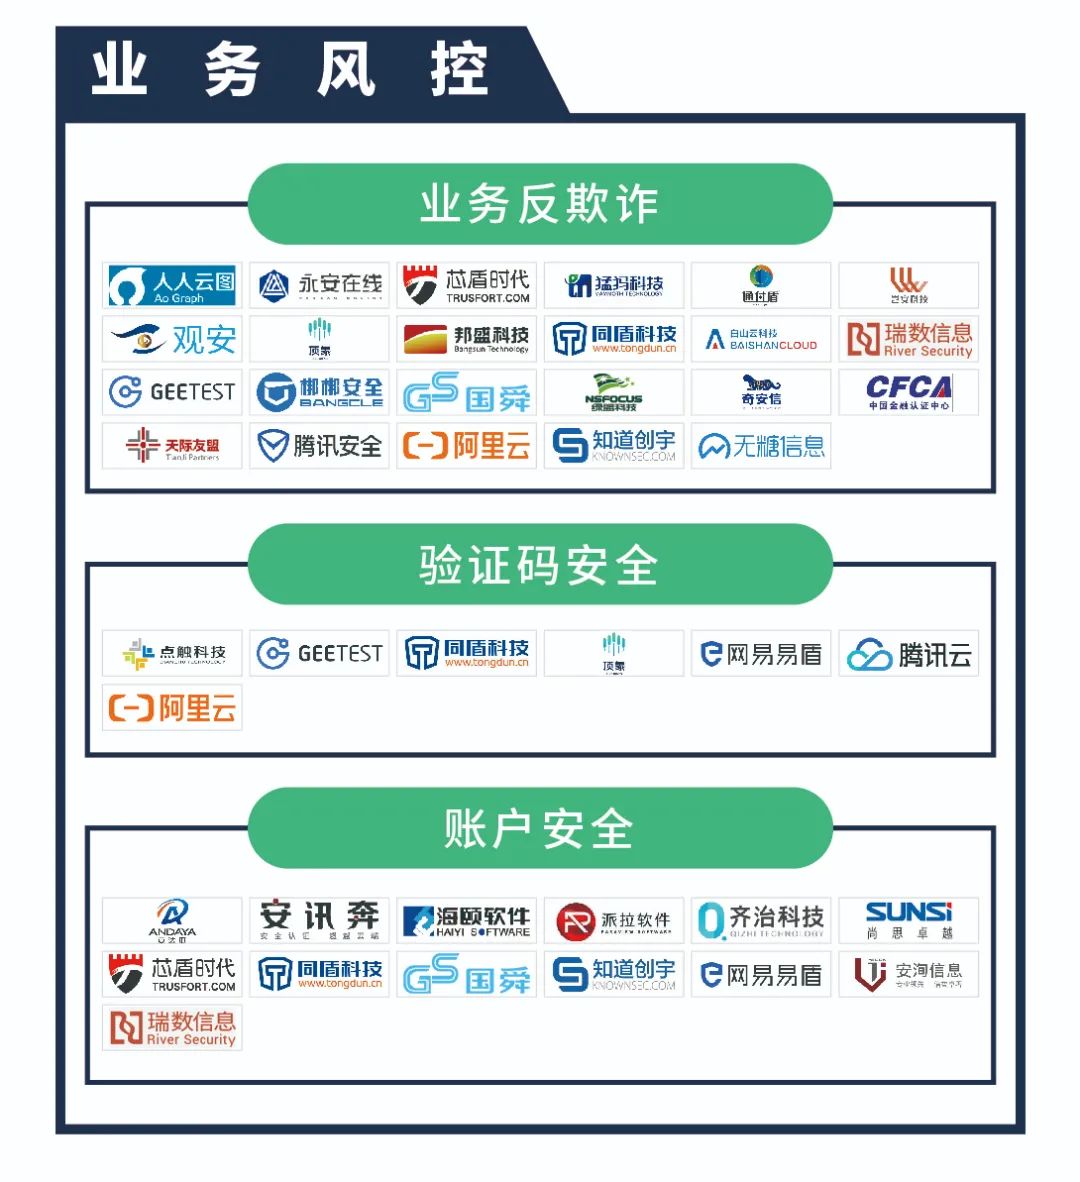 业务风控
业务反欺诈
人人云图
Ao Graph
永安在线
芯盾时代
TRUSFORT.COM
猛犸科技
MAMMOTH TECHNOLOGY
通付盾
岂安科技
观安
顶象
邦盛科技
Bangsun Technology
同盾科技
www.tongdun.cn
白山云科技
BAISHANCLOUD
瑞数信息
River Security
GEETEST
梆梆安全
BANGCLE
GS国舜
NSFOCUS
绿盟科技
奇安信
CFCA
中国金融认证中心
天际友盟
TianJi Partners
腾讯安全
阿里云
知道创宇
KNOWNSEC.COM
无糖信息
验证码安全
点触科技
GEETEST
同盾科技
www.tongdun.cn
顶象
网易易盾
腾讯云
阿里云
账户安全
ANDAYA
安达通
安讯奔
海颐软件
HAIYI SOFTWARE
派拉软件
PARAVIEW SOFTWARE
齐治科技
QIZHI TECHNOLOGY
SUNSi
尚思卓越
芯盾时代
TRUSFORT.COM
同盾科技
www.tongdun.cn
GS国舜
知道创宇
KNOWNSEC.COM
网易易盾
安洵信息
瑞数信息
River Security